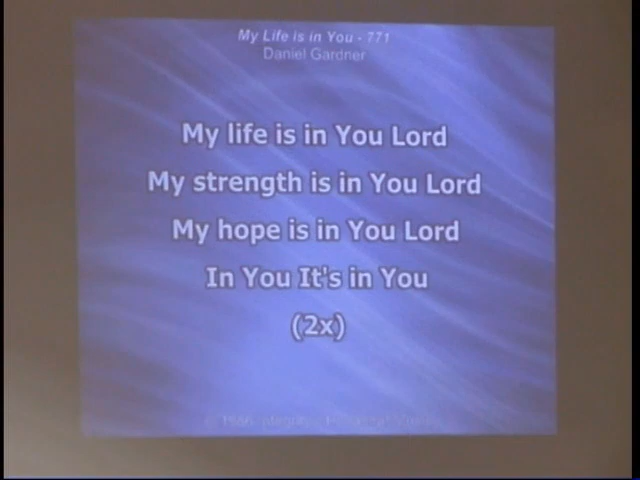 My Life is in You - 771
Daniel Gardner
My life is in You Lord
My strength is in You Lord
My hope is in You Lord
In You It's in You
(2x)